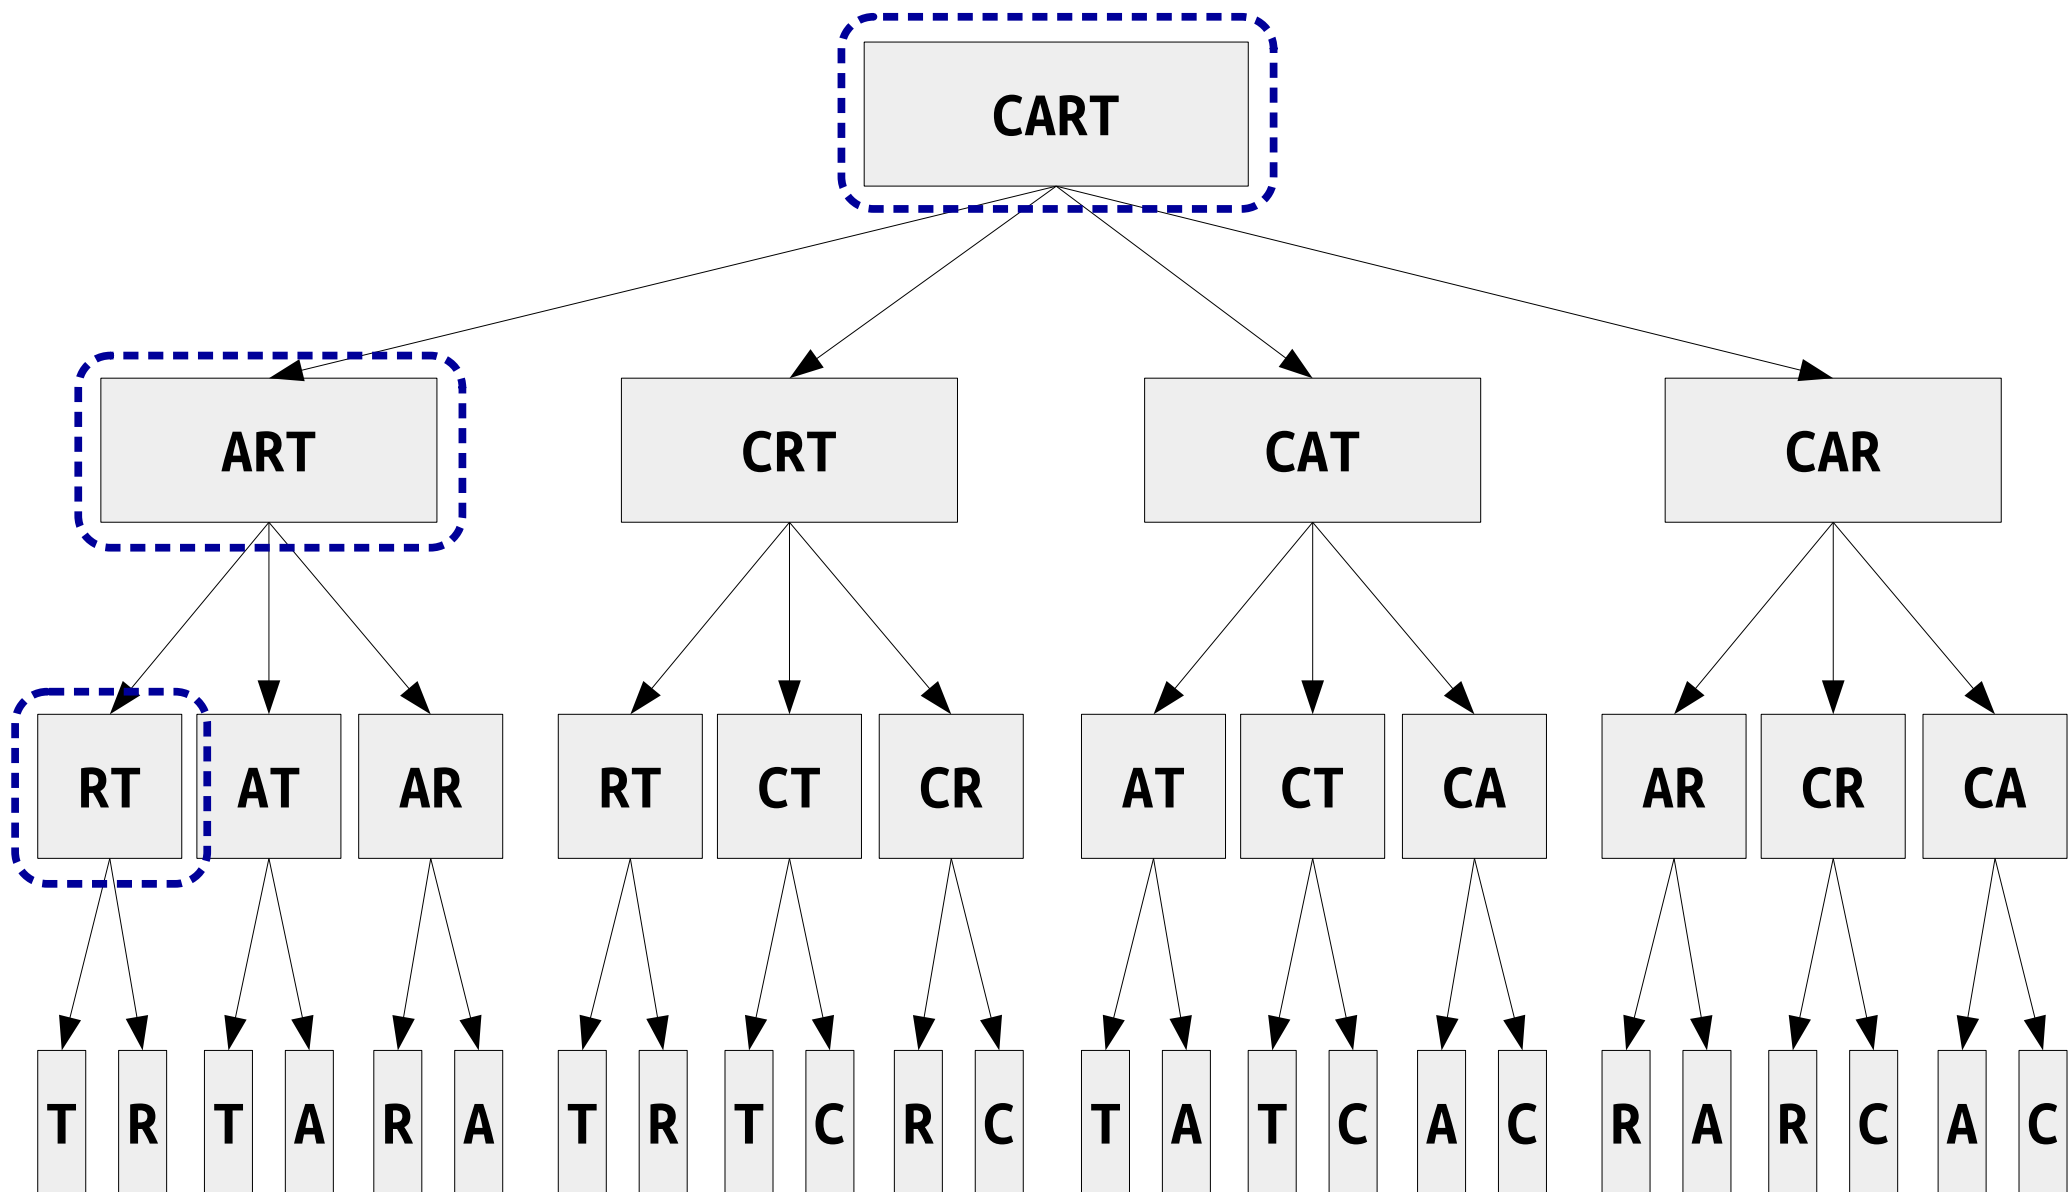 CART
ART CRT CAT CAR
RT AT AR RT CT CR AT CT CA AR CR CA
T R T A R A T R T C R C T A T C A C R A R C A C